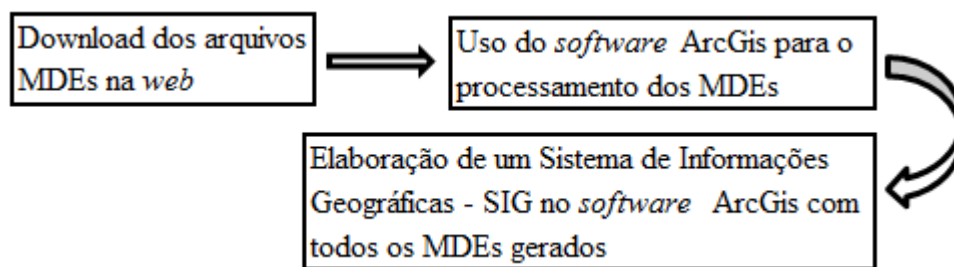 Download dos arquivos
MDEs na web
Uso do software ArcGis para o
processamento dos MDEs
Elaboração de um Sistema de Informações
Geográficas - SIG no software ArcGis com
todos os MDEs gerados